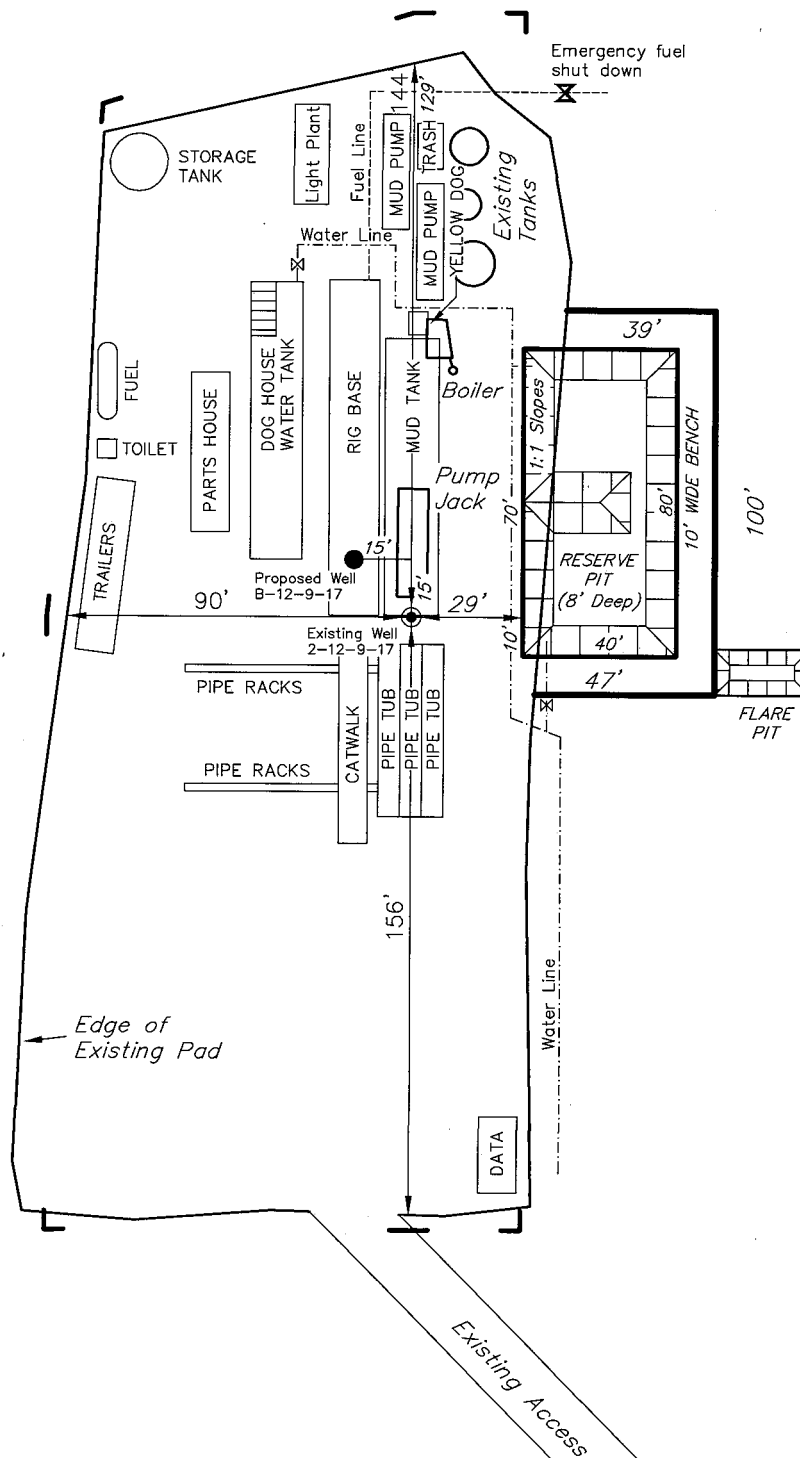 Emergency fuel
shut down
144'
129'
STORAGE
TANK
Light Plant
Fuel Line
MUD PUMP
TRASH
MUD PUMP
YELLOW DOG
Existing
Tanks
Water Line
39'
FUEL
DOG HOUSE
WATER TANK
RIG BASE
MUD TANK
Boiler
1:1 Slopes
10' WIDE BENCH
TOILET
PARTS HOUSE
Pump
Jack
70'
80'
100'
TRAILERS
15'
RESERVE
PIT
(8' Deep)
Proposed Well
B-12-9-17
15'
90'
29'
10'
40'
Existing Well
2-12-9-17
47'
PIPE RACKS
FLARE
PIT
CATWALK
PIPE TUB
PIPE TUB
PIPE TUB
PIPE RACKS
156'
Water Line
Edge of
Existing Pad
DATA
Existing Access